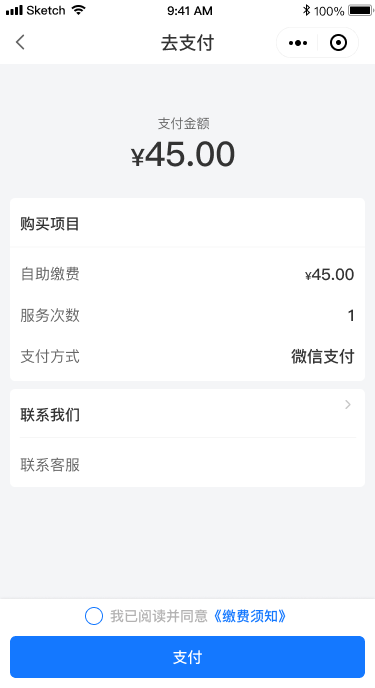 Sketch 9:41 AM 100%
去支付
支付金额
¥45.00
购买项目
自助缴费 ¥45.00
服务次数 1
支付方式 微信支付
联系我们
联系客服
我已阅读并同意《缴费须知》
支付